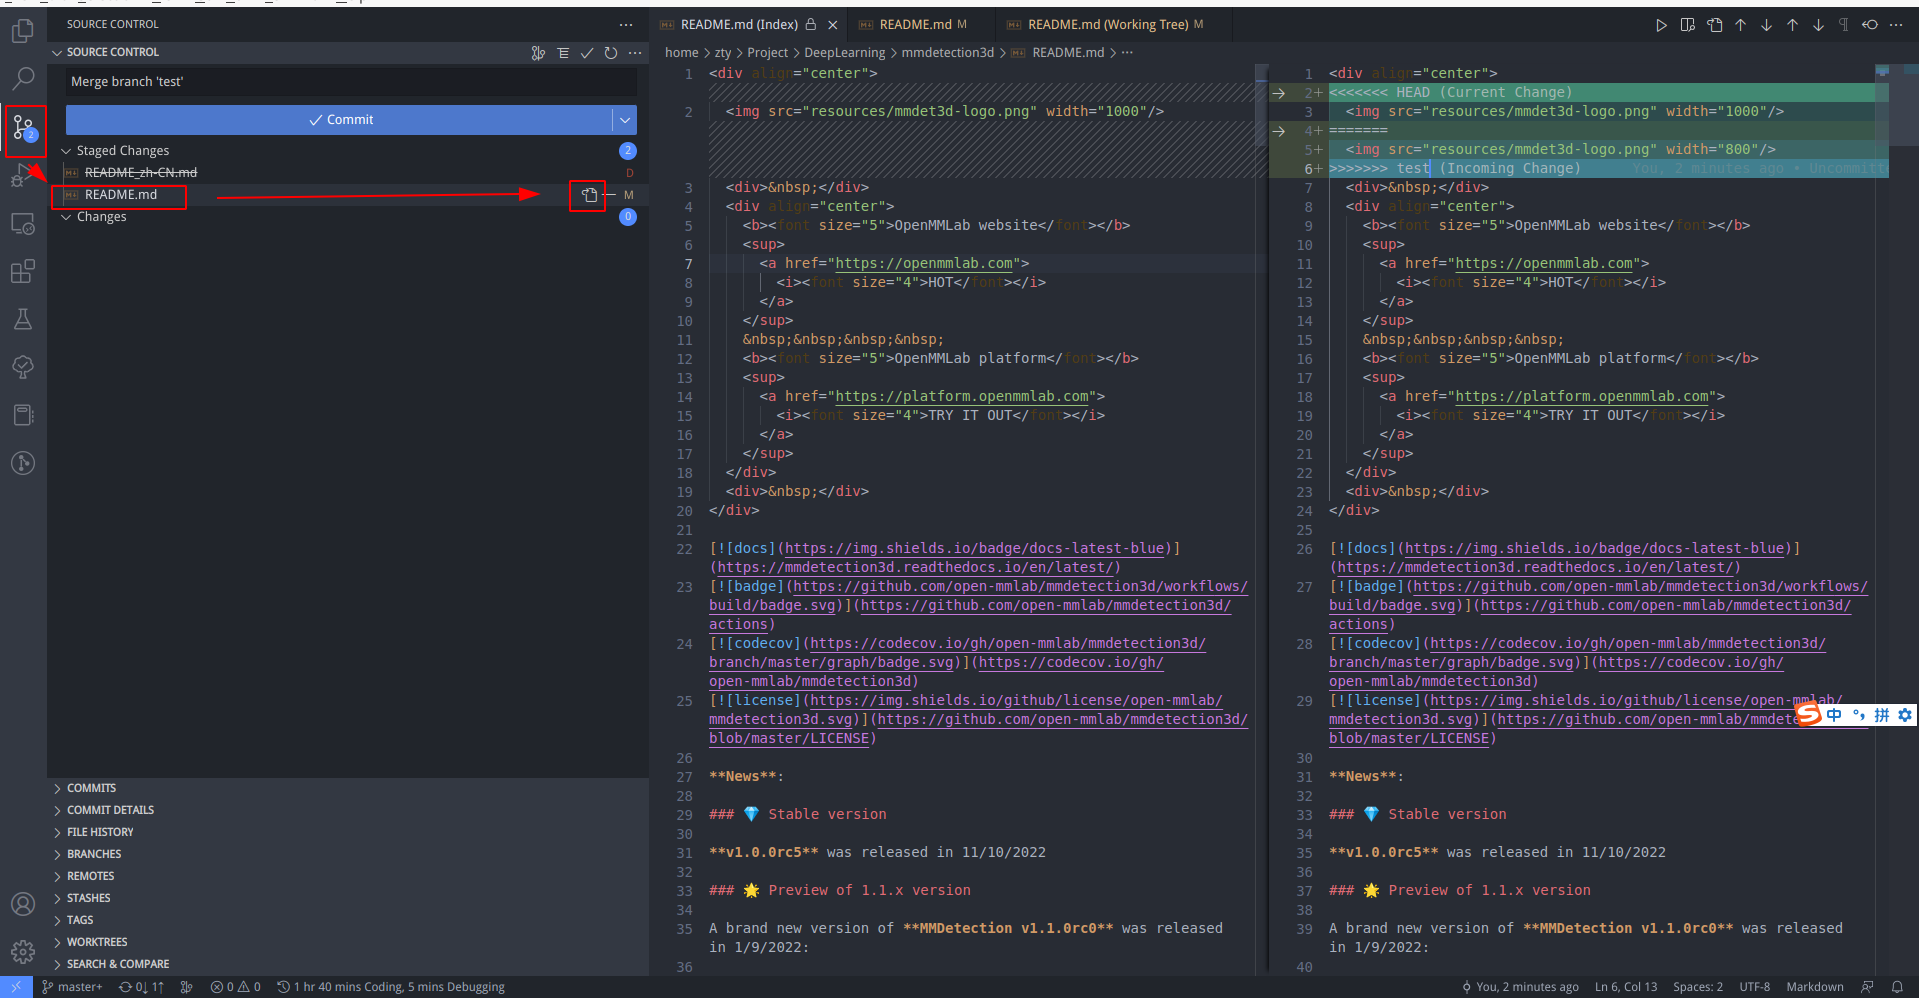 SOURCE CONTROL
SOURCE CONTROL
Merge branch 'test'
Commit
Staged Changes 2
README_zh-CN.md D
README.md M
Changes 0
2
COMMITS
COMMIT DETAILS
FILE HISTORY
BRANCHES
REMOTES
STASHES
TAGS
WORKTREES
SEARCH & COMPARE
README.md (Index)
README.md M
README.md (Working Tree) M
home > zty > Project > DeepLearning > mmdetection3d > README.md > ···
1 <div align="center">
2 <img src="resources/mmdet3d-logo.png" width="1000"/>
3 <div>&nbsp;</div>
4 <div align="center">
5 <b><font size="5">OpenMMLab website</font></b>
6 <sup>
7 <a href="https://openmmlab.com">
8 <i><font size="4">HOT</font></i>
9 </a>
10 </sup>
11 &nbsp;&nbsp;&nbsp;&nbsp;
12 <b><font size="5">OpenMMLab platform</font></b>
13 <sup>
14 <a href="https://platform.openmmlab.com">
15 <i><font size="4">TRY IT OUT</font></i>
16 </a>
17 </sup>
18 </div>
19 <div>&nbsp;</div>
20 </div>
21
22 [![docs](https://img.shields.io/badge/docs-latest-blue)]
(https://mmdetection3d.readthedocs.io/en/latest/)
23 [![badge](https://github.com/open-mmlab/mmdetection3d/workflows/
build/badge.svg)](https://github.com/open-mmlab/mmdetection3d/
actions)
24 [![codecov](https://codecov.io/gh/open-mmlab/mmdetection3d/
branch/master/graph/badge.svg)](https://codecov.io/gh/
open-mmlab/mmdetection3d)
25 [![license](https://img.shields.io/github/license/open-mmlab/
mmdetection3d.svg)](https://github.com/open-mmlab/mmdetection3d/
blob/master/LICENSE)
26
27 **News**:
28
29 ### 💎 Stable version
30
31 **v1.0.0rc5** was released in 11/10/2022
32
33 ### 🌟 Preview of 1.1.x version
34
35 A brand new version of **MMDetection v1.1.0rc0** was released
in 1/9/2022:
36
1 <div align="center">
2+ <<<<<<< HEAD (Current Change)
3 <img src="resources/mmdet3d-logo.png" width="1000"/>
4+ =======
5+ <img src="resources/mmdet3d-logo.png" width="800"/>
6+ >>>>>>> test (Incoming Change) You, 2 minutes ago • Uncommitt
7 <div>&nbsp;</div>
8 <div align="center">
9 <b><font size="5">OpenMMLab website</font></b>
10 <sup>
11 <a href="https://openmmlab.com">
12 <i><font size="4">HOT</font></i>
13 </a>
14 </sup>
15 &nbsp;&nbsp;&nbsp;&nbsp;
16 <b><font size="5">OpenMMLab platform</font></b>
17 <sup>
18 <a href="https://platform.openmmlab.com">
19 <i><font size="4">TRY IT OUT</font></i>
20 </a>
21 </sup>
22 </div>
23 <div>&nbsp;</div>
24 </div>
25
26 [![docs](https://img.shields.io/badge/docs-latest-blue)]
(https://mmdetection3d.readthedocs.io/en/latest/)
27 [![badge](https://github.com/open-mmlab/mmdetection3d/workflows/
build/badge.svg)](https://github.com/open-mmlab/mmdetection3d/
actions)
28 [![codecov](https://codecov.io/gh/open-mmlab/mmdetection3d/
branch/master/graph/badge.svg)](https://codecov.io/gh/
open-mmlab/mmdetection3d)
29 [![license](https://img.shields.io/github/license/open-mmlab/
mmdetection3d.svg)](https://github.com/open-mmlab/mmdete
blob/master/LICENSE)
中 °, 拼
30
31 **News**:
32
33 ### 💎 Stable version
34
35 **v1.0.0rc5** was released in 11/10/2022
36
37 ### 🌟 Preview of 1.1.x version
38
39 A brand new version of **MMDetection v1.1.0rc0** was released
in 1/9/2022:
40
master+ 0↓ 1↑ 0 0 1 hr 40 mins Coding, 5 mins Debugging
You, 2 minutes ago Ln 6, Col 13 Spaces: 2 UTF-8 Markdown